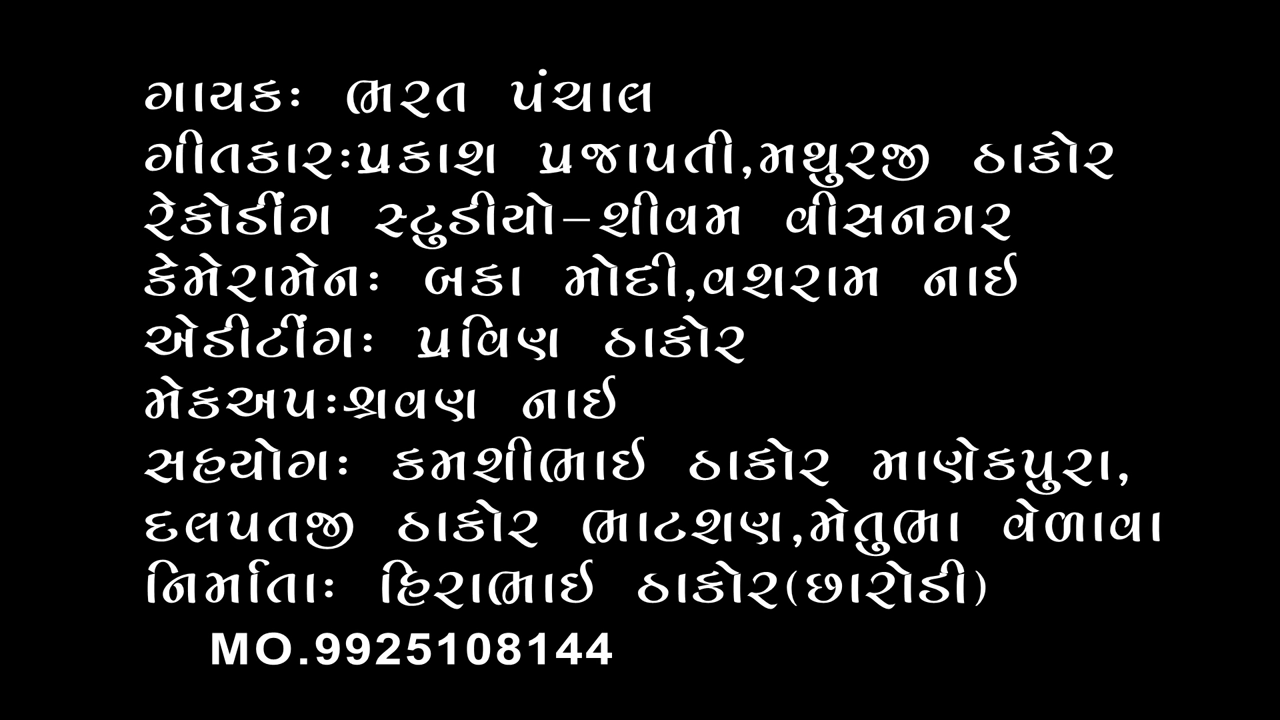 ગાયકઃ ભરત પંચાલ
ગીતકારઃપ્રકાશ પ્રજાપતી,મથુરજી ઠાકોર
રેકોડીંગ સ્ટુડીયો-શીવમ વીસનગર
કેમેરામેનઃ બકા મોદી,વશરામ નાઈ
એડીટીંગઃ પ્રવિણ ઠાકોર
મેકઅપઃશ્રવણ નાઈ
સહયોગઃ કમશીભાઈ ઠાકોર માણેકપુરા,
દલપતજી ઠાકોર ભાટશણ,મેતુભા વેળાવા
નિર્માતાઃ હિરાભાઈ ઠાકોર(છારોડી)
MO.9925108144